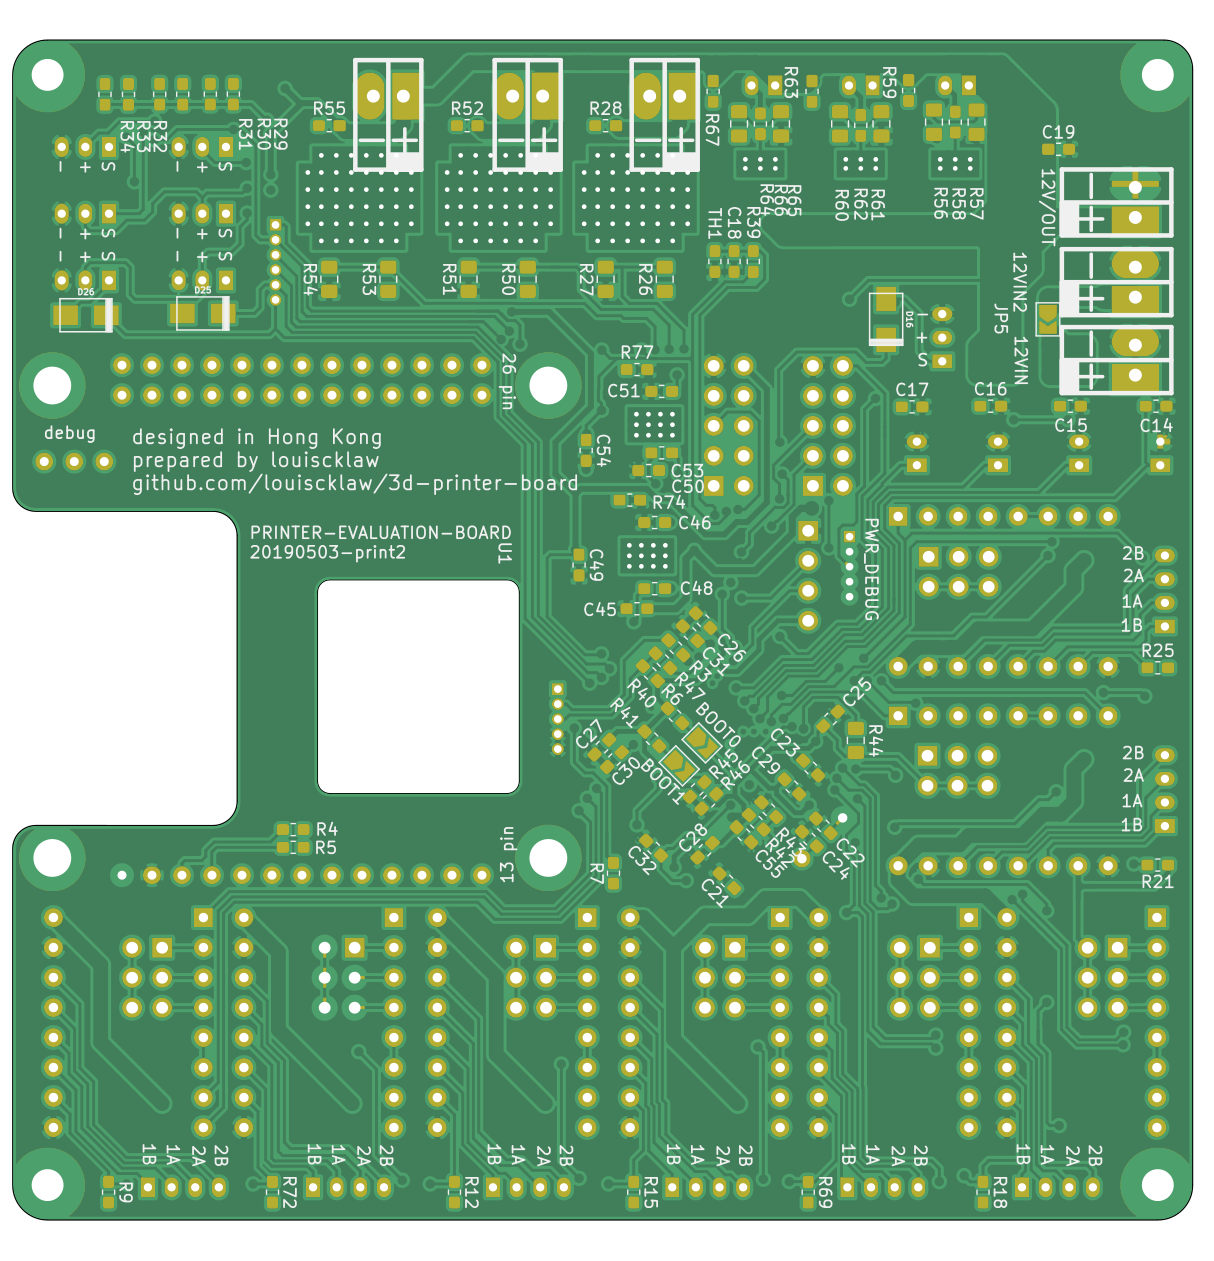 R55
R52
R28
R63
R59
R34
R33
R32
R31
R30
R29
R67
C19
- + S
- + S
12V/OUT
R64
R66
R65
R60
R62
R61
R56
R58
R57
TH1
C18
R39
- + S
- + S
R54
R53
R51
R50
R27
R26
12VIN2
D26
D25
D16
-
+
S
JP5
12VIN
R77
26 pin
C51
C17
C16
C15
C14
debug
designed in Hong Kong
prepared by louiscklaw
github.com/louiscklaw/3d-printer-board
C54
C53
C50
R74
PRINTER-EVALUATION-BOARD
20190503-print2
U1
C46
PWR_DEBUG
C49
C48
C45
2B
2A
1A
1B
R25
C26
C31
R3
R47
R6
R40
R41
BOOT0
C25
R44
C27
C30
BOOT1
R45
R46
C23
C29
2B
2A
1A
1B
R21
R4
R5
13 pin
R7
C32
C28
C21
R43
R42
C55
C22
C24
1B 1A 2A 2B
1B 1A 2A 2B
1B 1A 2A 2B
1B 1A 2A 2B
1B 1A 2A 2B
1B 1A 2A 2B
R9
R72
R12
R15
R69
R18